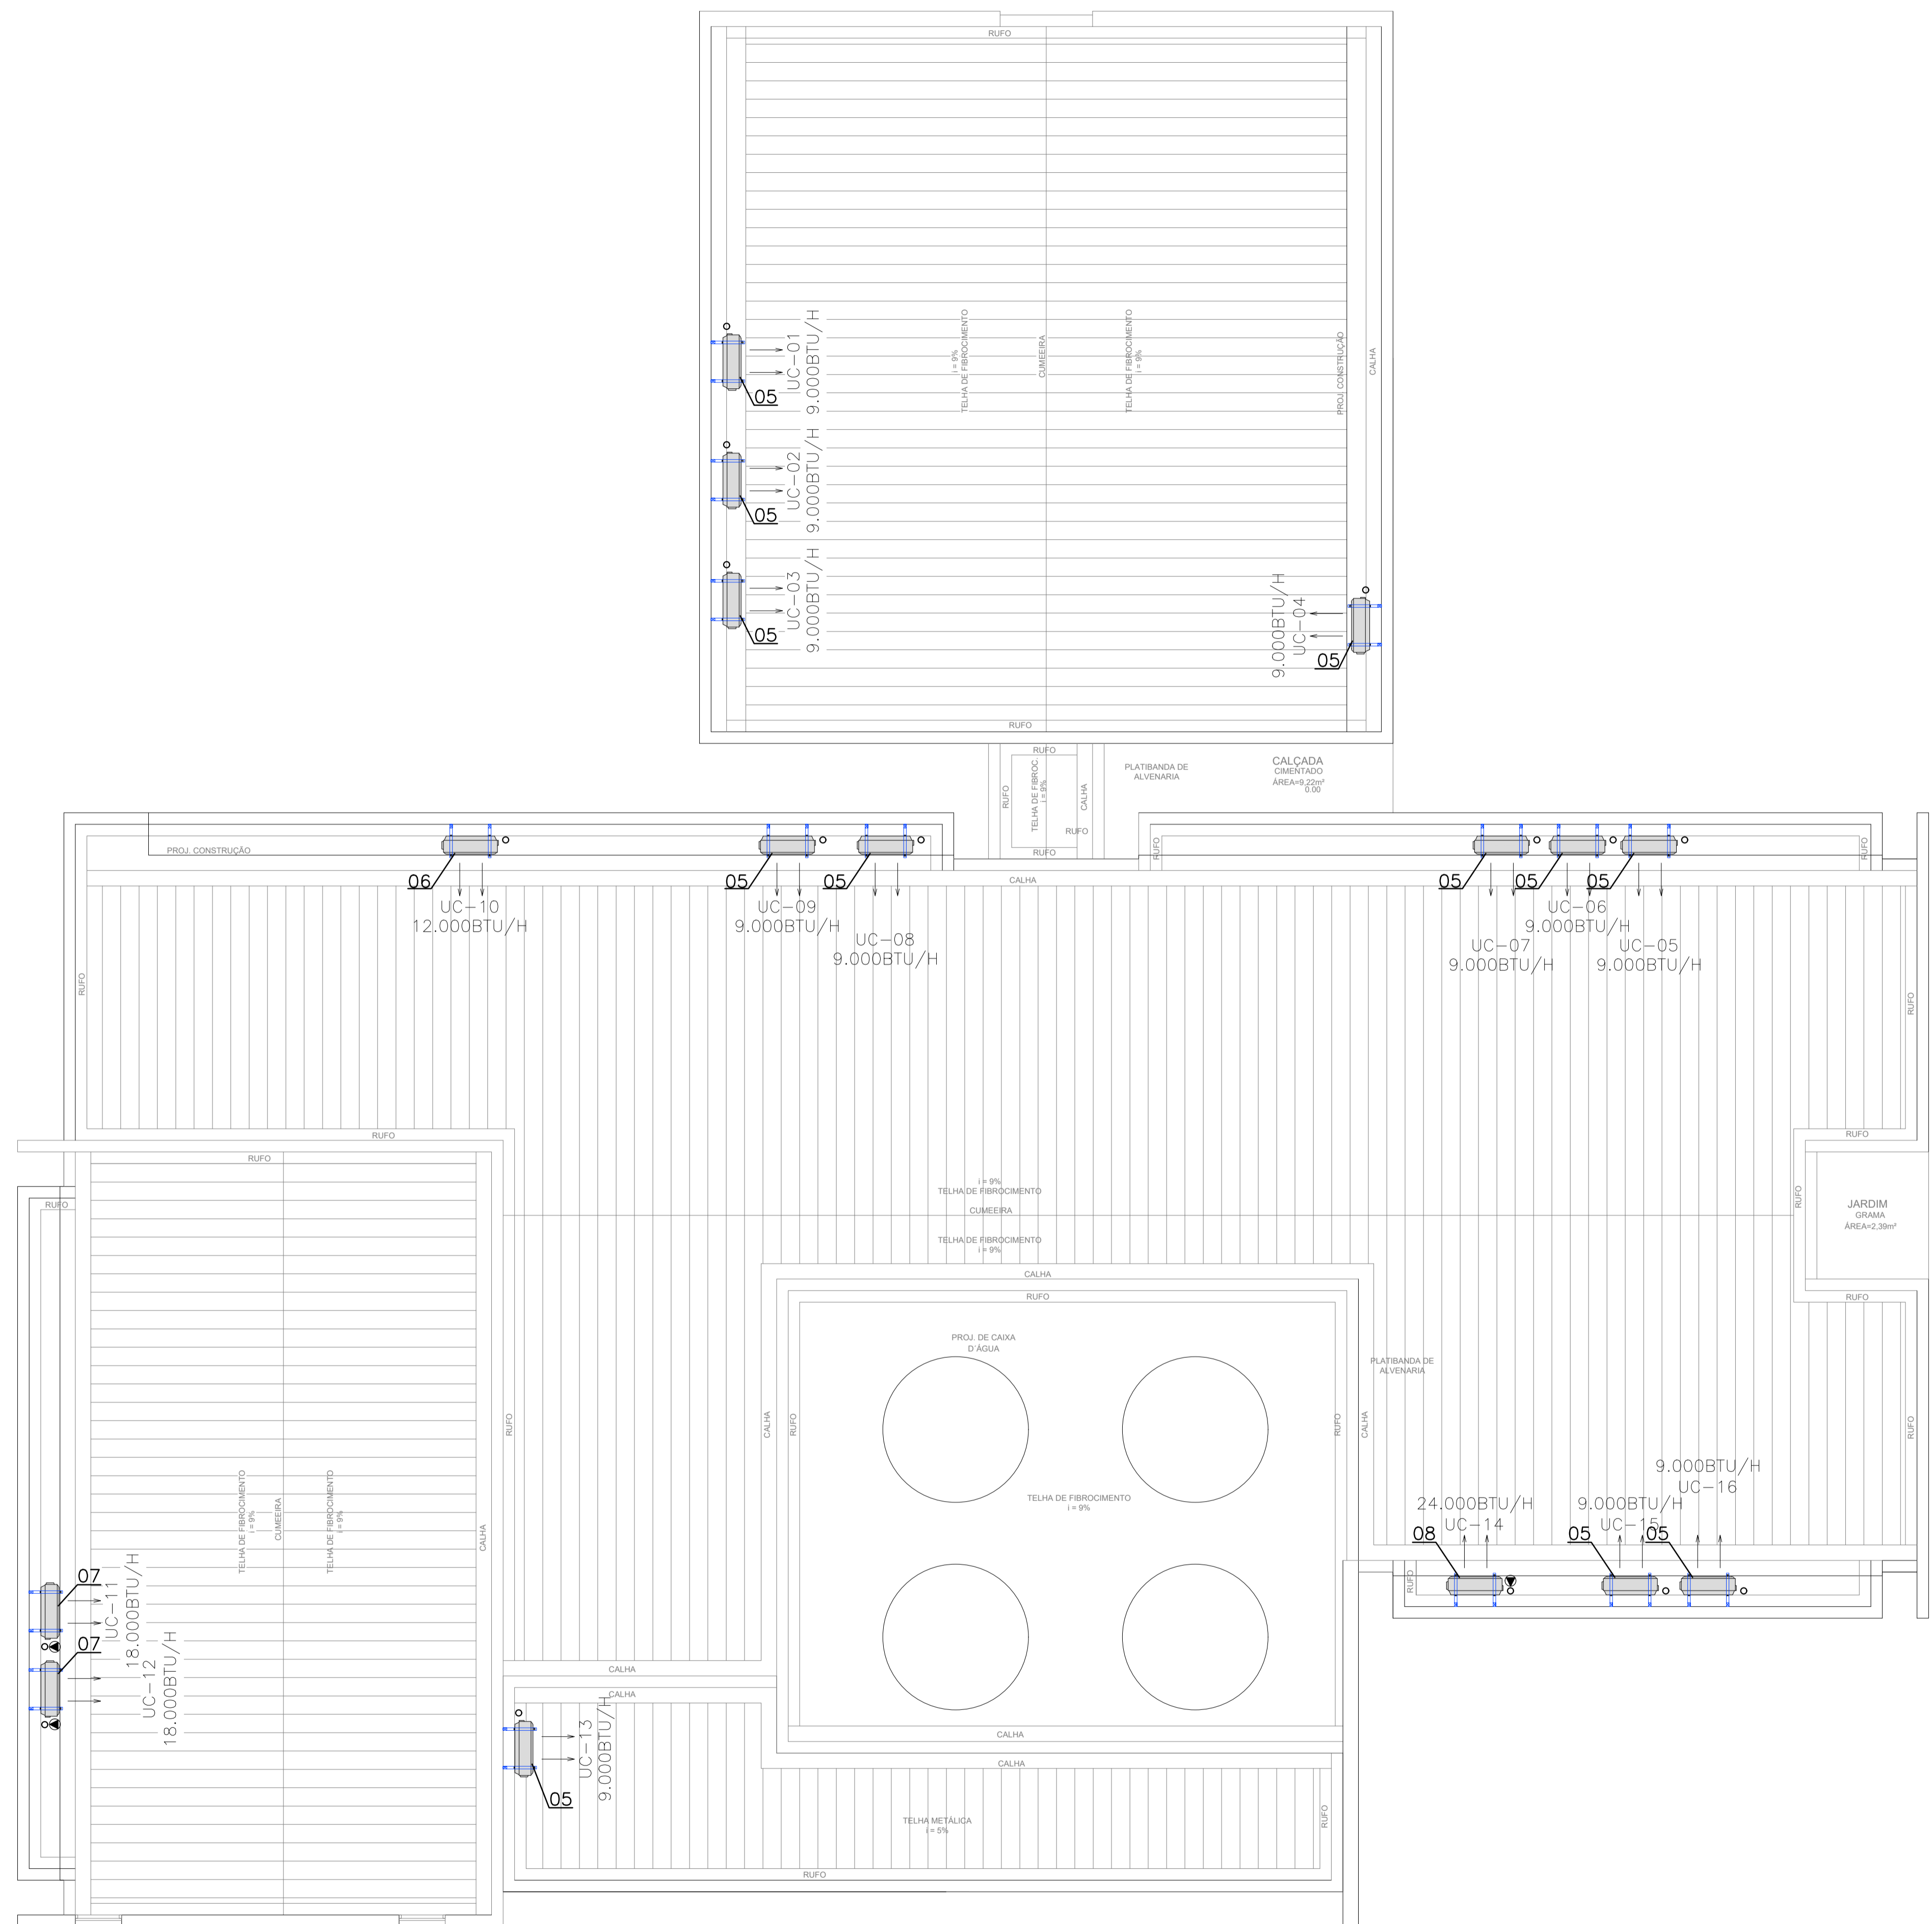 RUFO
UC-01
9.000BTU/H
05
i = 9%
TELHA DE FIBROCIMENTO
CUMEEIRA
TELHA DE FIBROCIMENTO
i = 9%
PROJ. CONSTRUÇÃO
CALHA
UC-02
9.000BTU/H
05
UC-03
9.000BTU/H
05
9.000BTU/H
UC-04
05
RUFO
RUFO
RUFO
TELHA DE FIBROC.
i = 9%
CALHA
RUFO
RUFO
PLATIBANDA DE
ALVENARIA
CALÇADA
CIMENTADO
ÁREA=9,22m²
0.00
PROJ. CONSTRUÇÃO
RUFO
RUFO
06
05
05
05
05
05
CALHA
UC-10
12.000BTU/H
UC-09
9.000BTU/H
UC-08
9.000BTU/H
UC-07
9.000BTU/H
UC-06
9.000BTU/H
UC-05
9.000BTU/H
RUFO
RUFO
RUFO
RUFO
RUFO
RUFO
i = 9%
TELHA DE FIBROCIMENTO
CUMEEIRA
TELHA DE FIBROCIMENTO
i = 9%
RUFO
JARDIM
GRAMA
ÁREA=2,39m²
CALHA
RUFO
RUFO
PROJ. DE CAIXA
D´ÁGUA
PLATIBANDA DE
ALVENARIA
RUFO
CALHA
RUFO
RUFO
CALHA
RUFO
TELHA DE FIBROCIMENTO
i = 9%
CUMEEIRA
TELHA DE FIBROCIMENTO
i = 9%
CALHA
TELHA DE FIBROCIMENTO
i = 9%
24.000BTU/H
UC-14
08
9.000BTU/H
UC-15
05
9.000BTU/H
UC-16
05
RUFO
07
UC-11
18.000BTU/H
07
UC-12
18.000BTU/H
CALHA
CALHA
UC-13
9.000BTU/H
05
CALHA
CALHA
TELHA METÁLICA
i = 5%
RUFO
RUFO